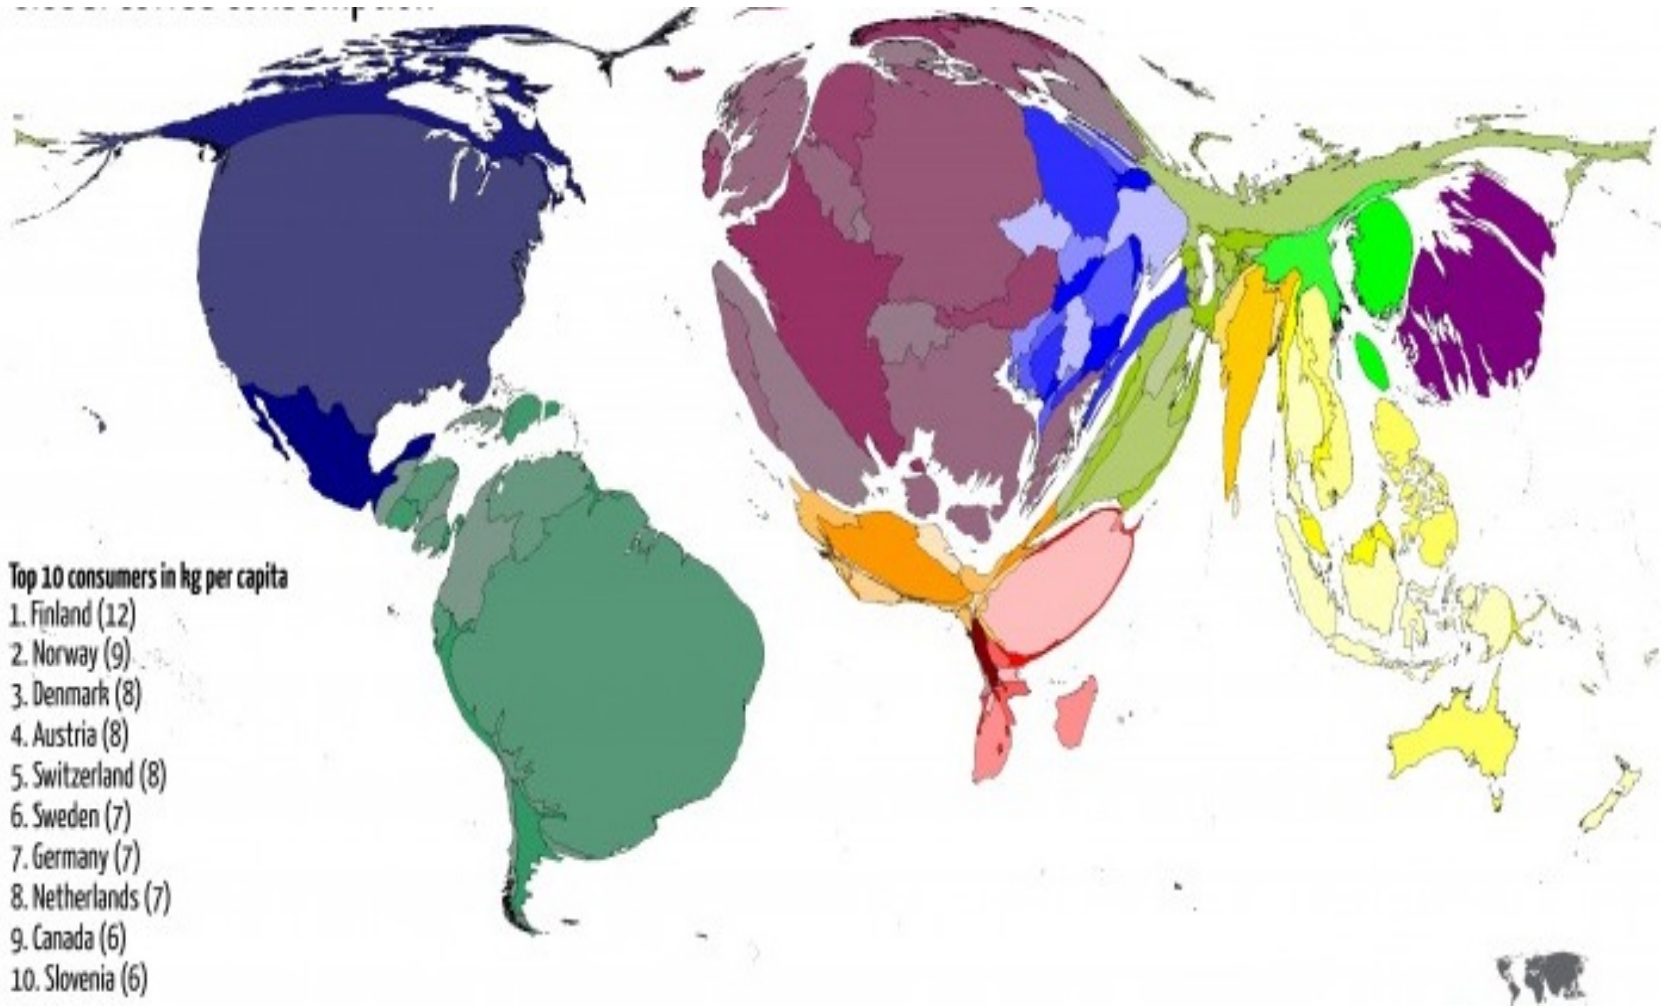 Top 10 consumers in kg per capita
1. Finland (12)
2. Norway (9)
3. Denmark (8)
4. Austria (8)
5. Switzerland (8)
6. Sweden (7)
7. Germany (7)
8. Netherlands (7)
9. Canada (6)
10. Slovenia (6)